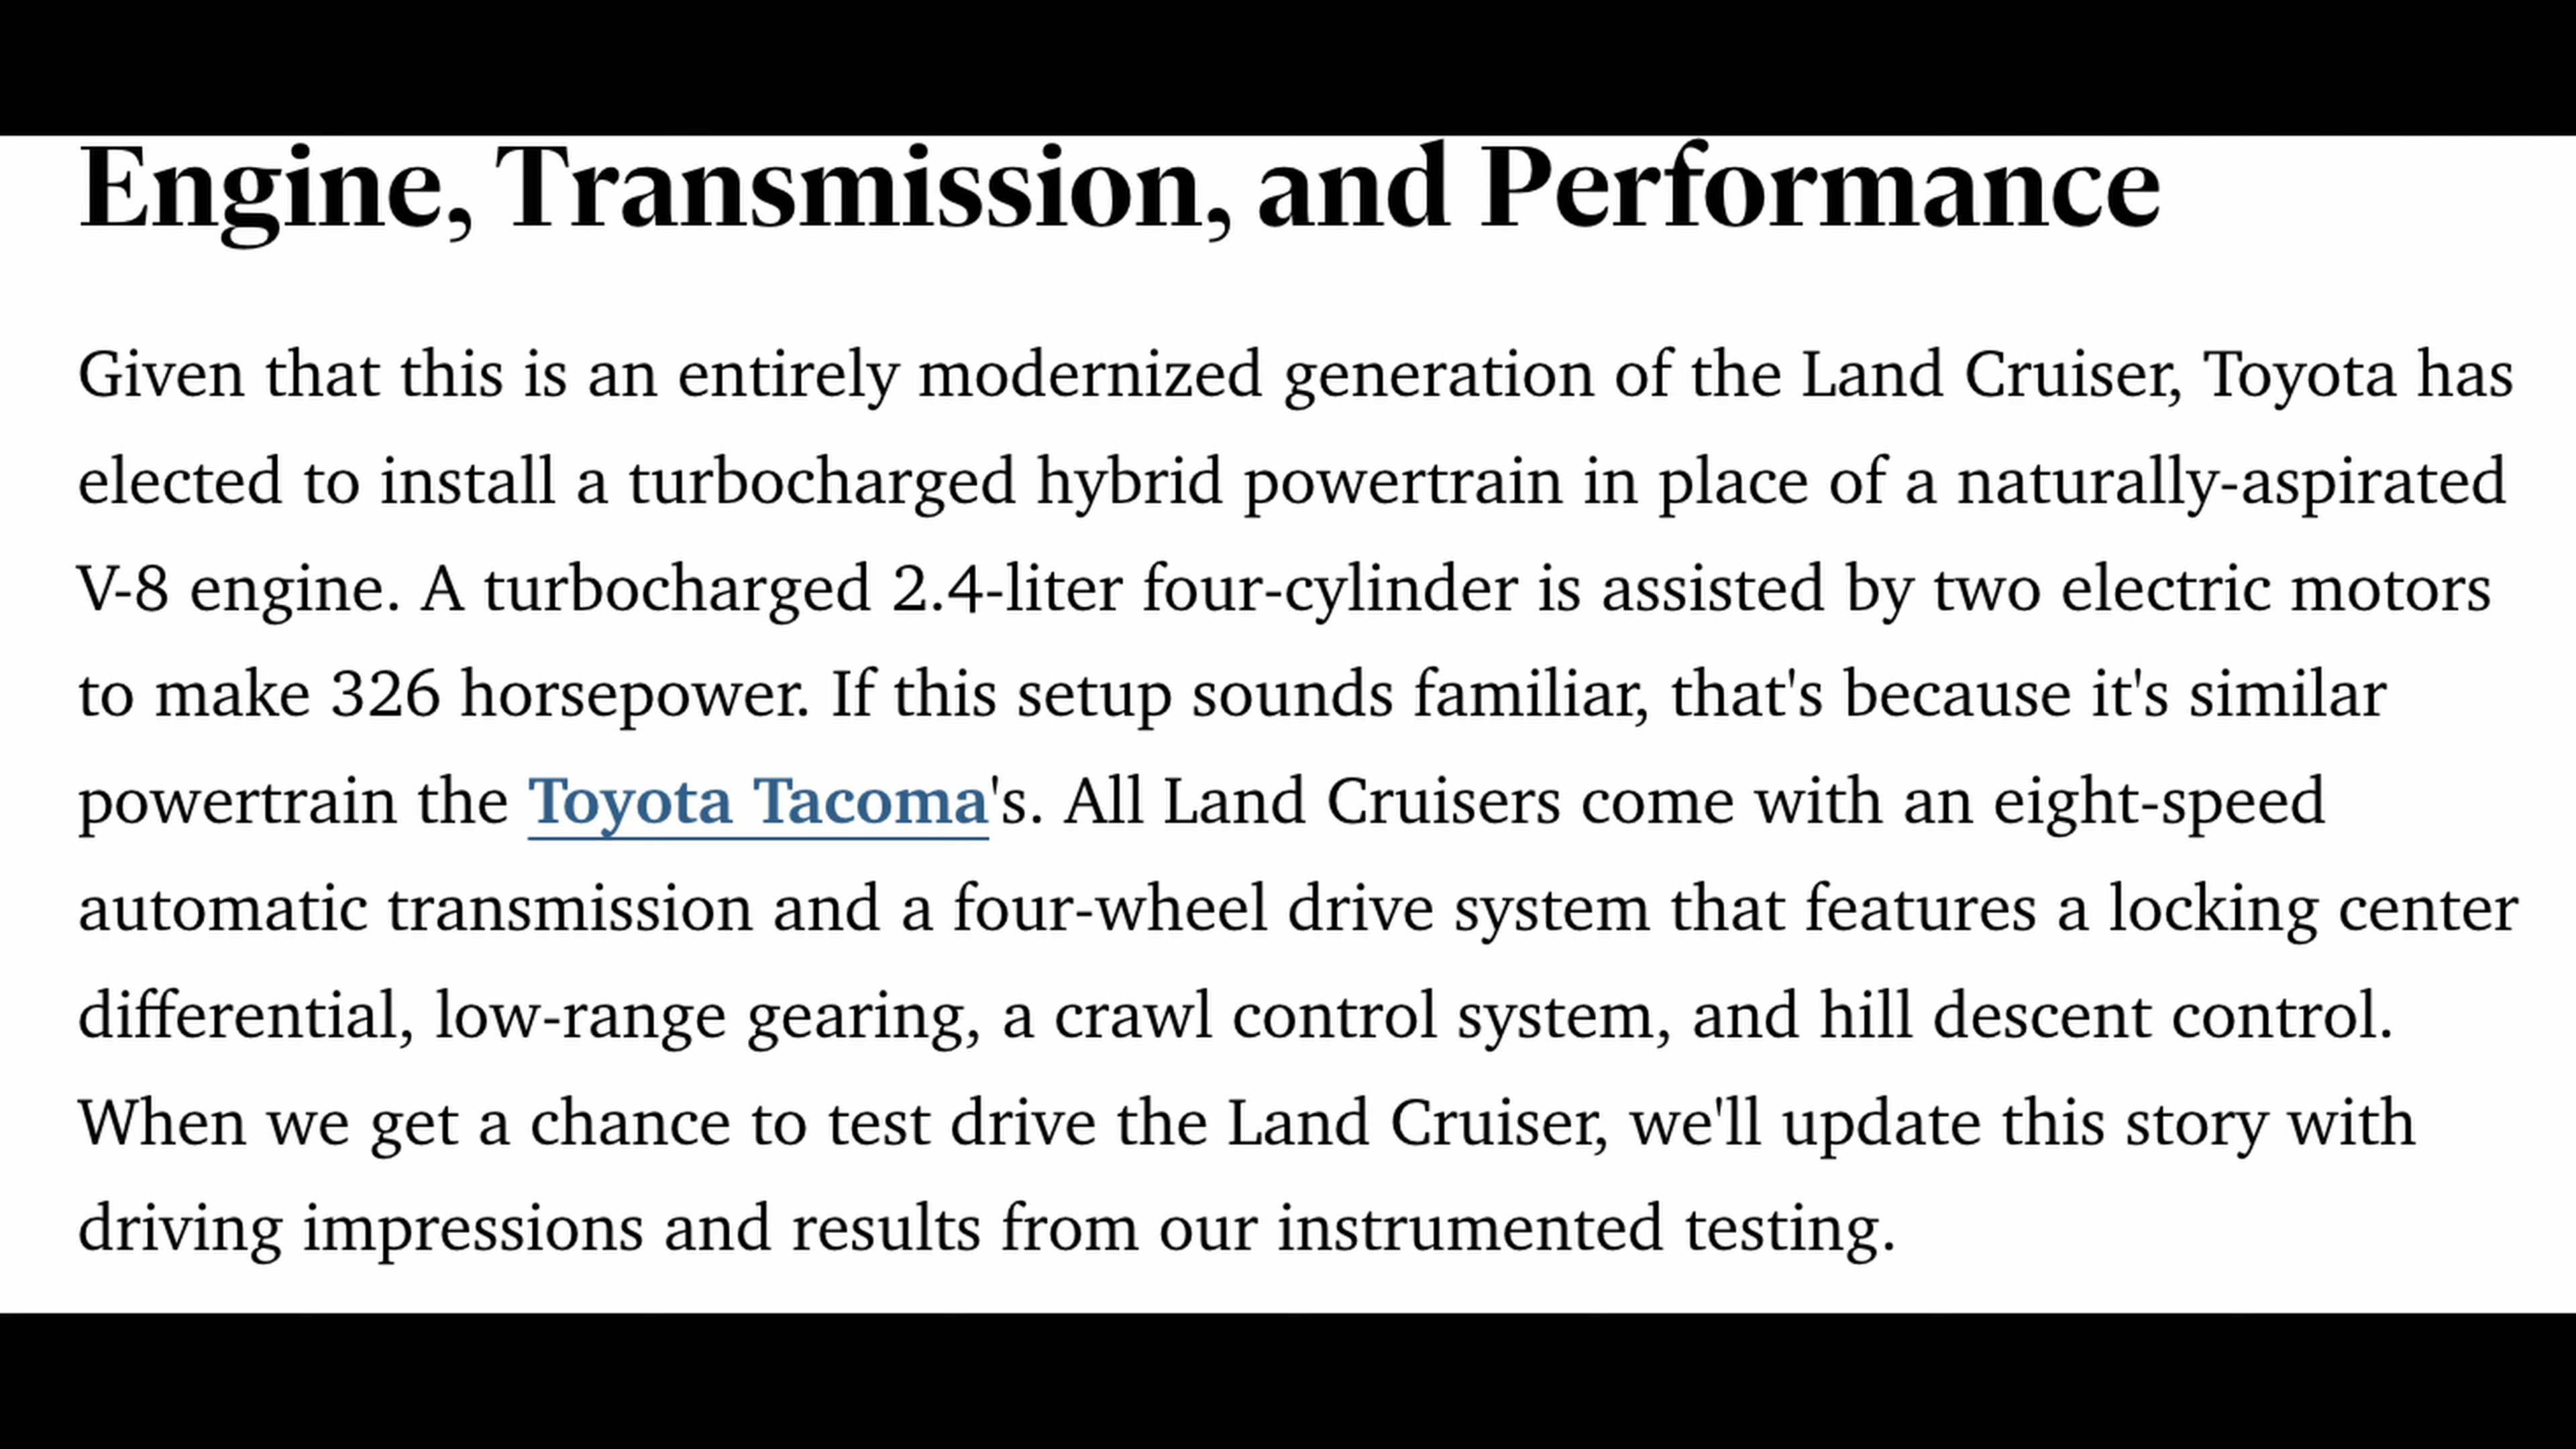 Engine, Transmission, and Performance
Given that this is an entirely modernized generation of the Land Cruiser, Toyota has
elected to install a turbocharged hybrid powertrain in place of a naturally-aspirated
V-8 engine. A turbocharged 2.4-liter four-cylinder is assisted by two electric motors
to make 326 horsepower. If this setup sounds familiar, that's because it's similar
powertrain the Toyota Tacoma's. All Land Cruisers come with an eight-speed
automatic transmission and a four-wheel drive system that features a locking center
differential, low-range gearing, a crawl control system, and hill descent control.
When we get a chance to test drive the Land Cruiser, we'll update this story with
driving impressions and results from our instrumented testing.